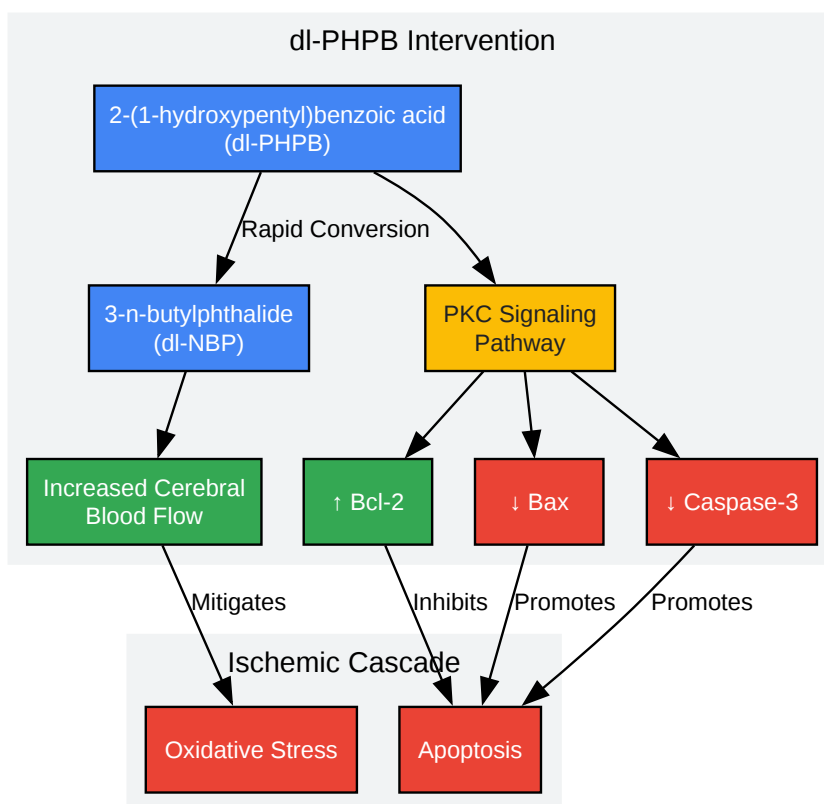 dl-PHPB Intervention
2-(1-hydroxypentyl)benzoic acid
(dl-PHPB)
Rapid Conversion
3-n-butylphthalide
(dl-NBP)
PKC Signaling
Pathway
Increased Cerebral
Blood Flow
↑ Bcl-2
↓ Bax
↓ Caspase-3
Mitigates
Inhibits
Promotes
Promotes
Ischemic Cascade
Oxidative Stress
Apoptosis